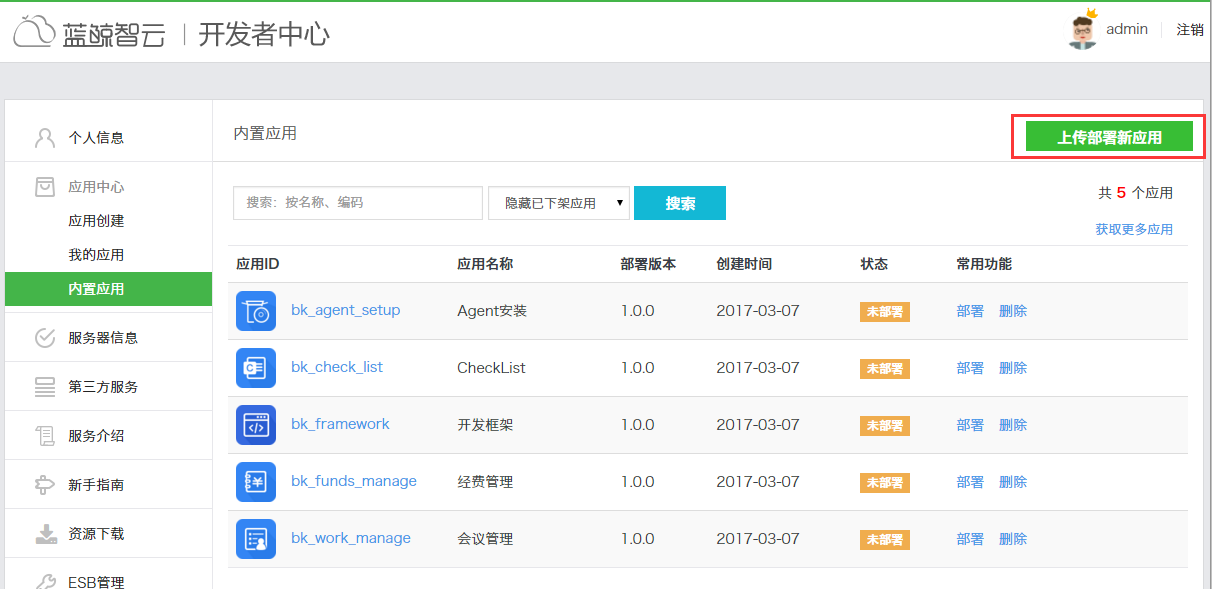 蓝鲸智云 | 开发者中心
admin 注销
个人信息
应用中心
应用创建
我的应用
内置应用
服务器信息
第三方服务
服务介绍
新手指南
资源下载
ESB管理
内置应用 上传部署新应用
搜索：按名称、编码 隐藏已下架应用 搜索 共 5 个应用
获取更多应用
应用ID 应用名称 部署版本 创建时间 状态 常用功能
bk_agent_setup Agent安装 1.0.0 2017-03-07 未部署 部署 删除
bk_check_list CheckList 1.0.0 2017-03-07 未部署 部署 删除
bk_framework 开发框架 1.0.0 2017-03-07 未部署 部署 删除
bk_funds_manage 经费管理 1.0.0 2017-03-07 未部署 部署 删除
bk_work_manage 会议管理 1.0.0 2017-03-07 未部署 部署 删除